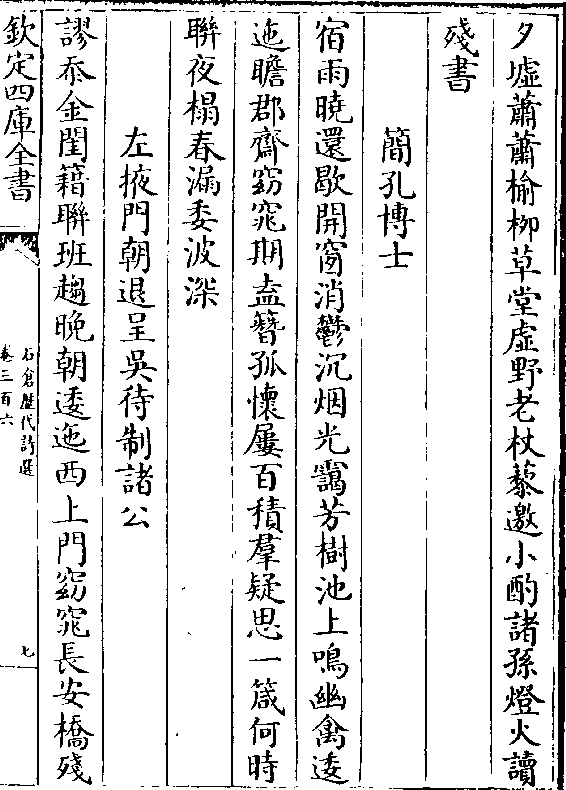 夕墟蕭蕭榆柳草堂虛野老杖藜邀小酌諸孫燈火讀
殘書
簡孔博士
宿雨曉還歇開窗消鬱沉烟光靄芳樹池上鳴幽禽逶
迤瞻郡齋窈窕期盍簪孤懷屢百積羣疑思一箴何時
聨夜榻春漏委波深
左掖門朝退呈吳待制諸公
謬忝金閨籍聨班趨晩朝逶迤西上門窈窕長安橋殘
欽定四庫全書
石倉歷代詩選
卷三百六
七